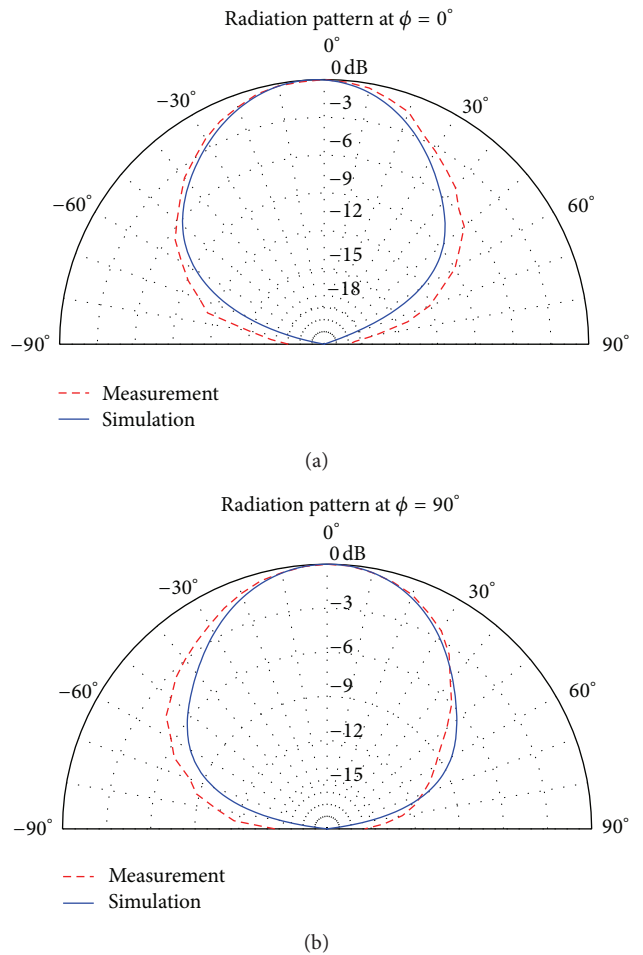 Radiation pattern at ϕ = 0°
0°
0 dB
−30°
30°
−3
−6
−9
−60°
60°
−12
−15
−18
−90°
90°
Measurement
Simulation
(a)
Radiation pattern at ϕ = 90°
0°
0 dB
−30°
30°
−3
−6
−60°
60°
−9
−12
−15
−90°
90°
Measurement
Simulation
(b)